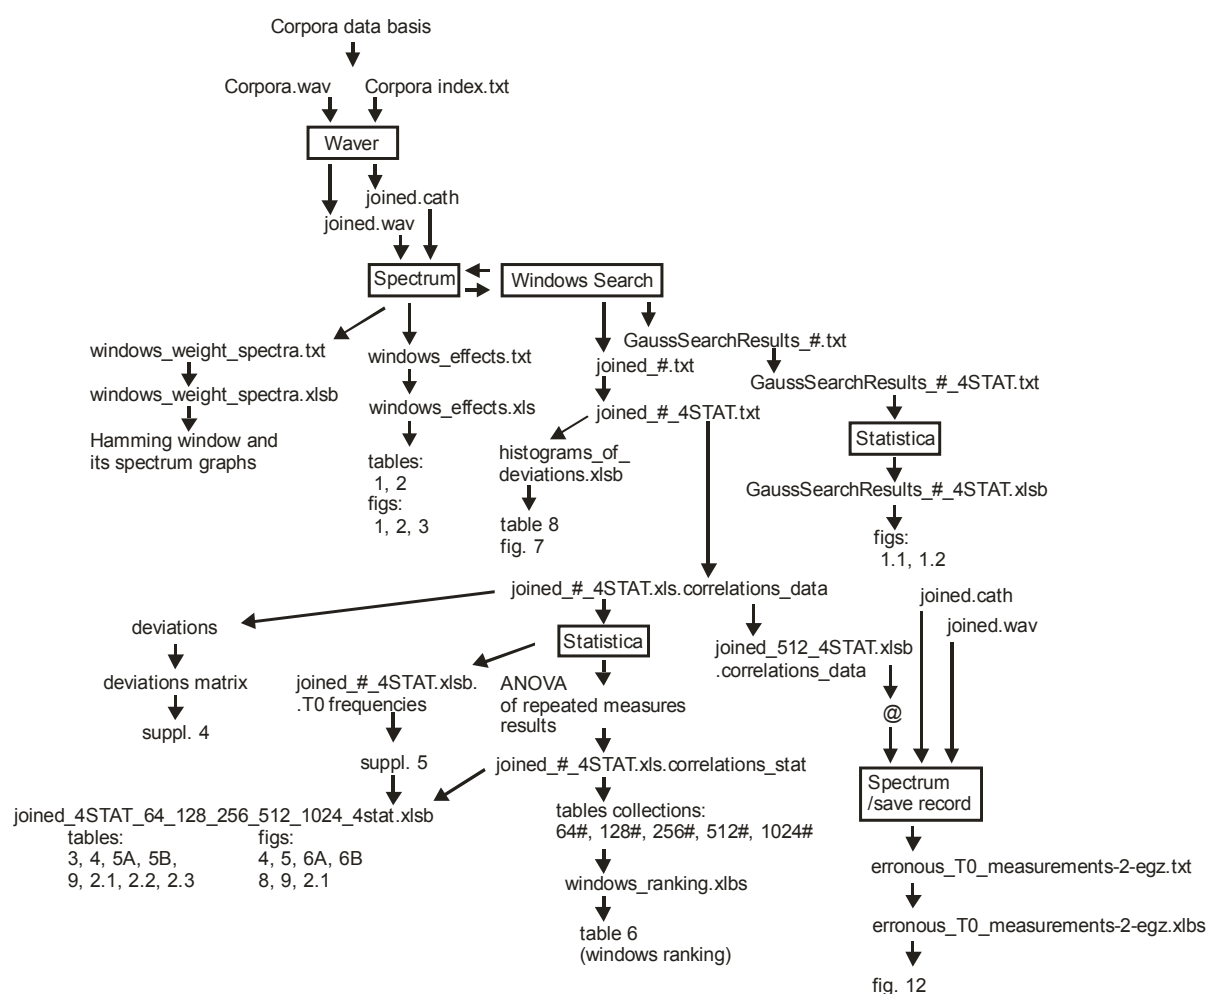 Corpora data basis
Corpora.wav
Corpora index.txt
Waver
joined.cath
joined.wav
Spectrum
Windows Search
GaussSearchResults_#.txt
windows_weight_spectra.txt
windows_effects.txt
joined_#.txt
GaussSearchResults_#_4STAT.txt
windows_weight_spectra.xlsb
windows_effects.xls
joined_#_4STAT.txt
Hamming window and
its spectrum graphs
Statistica
histograms_of_
deviations.xlsb
tables:
1, 2
figs:
1, 2, 3
GaussSearchResults_#_4STAT.xlsb
table 8
fig. 7
figs:
1.1, 1.2
joined_#_4STAT.xls.correlations_data
joined.cath
joined.wav
deviations
Statistica
joined_512_4STAT.xlsb
.correlations_data
deviations matrix
joined_#_4STAT.xlsb.
.T0 frequencies
ANOVA
of repeated measures
results
@
suppl. 4
suppl. 5
joined_#_4STAT.xls.correlations_stat
Spectrum
/save record
joined_4STAT_64_128_256_512_1024_4stat.xlsb
tables:
3, 4, 5A, 5B,
9, 2.1, 2.2, 2.3
figs:
4, 5, 6A, 6B
8, 9, 2.1
tables collections:
64#, 128#, 256#, 512#, 1024#
erronous_T0_measurements-2-egz.txt
windows_ranking.xlbs
erronous_T0_measurements-2-egz.xlbs
table 6
(windows ranking)
fig. 12